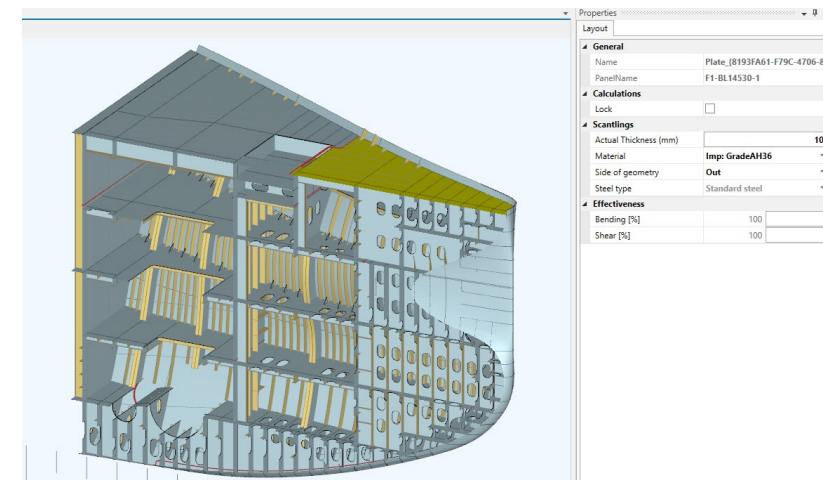 Properties
Layout
General
Name Plate_{8193FA61-F79C-4706-8
PanelName F1-BL14530-1
Calculations
Lock
Scantlings
Actual Thickness (mm) 10
Material Imp: GradeAH36
Side of geometry Out
Steel type Standard steel
Effectiveness
Bending [%] 100
Shear [%] 100